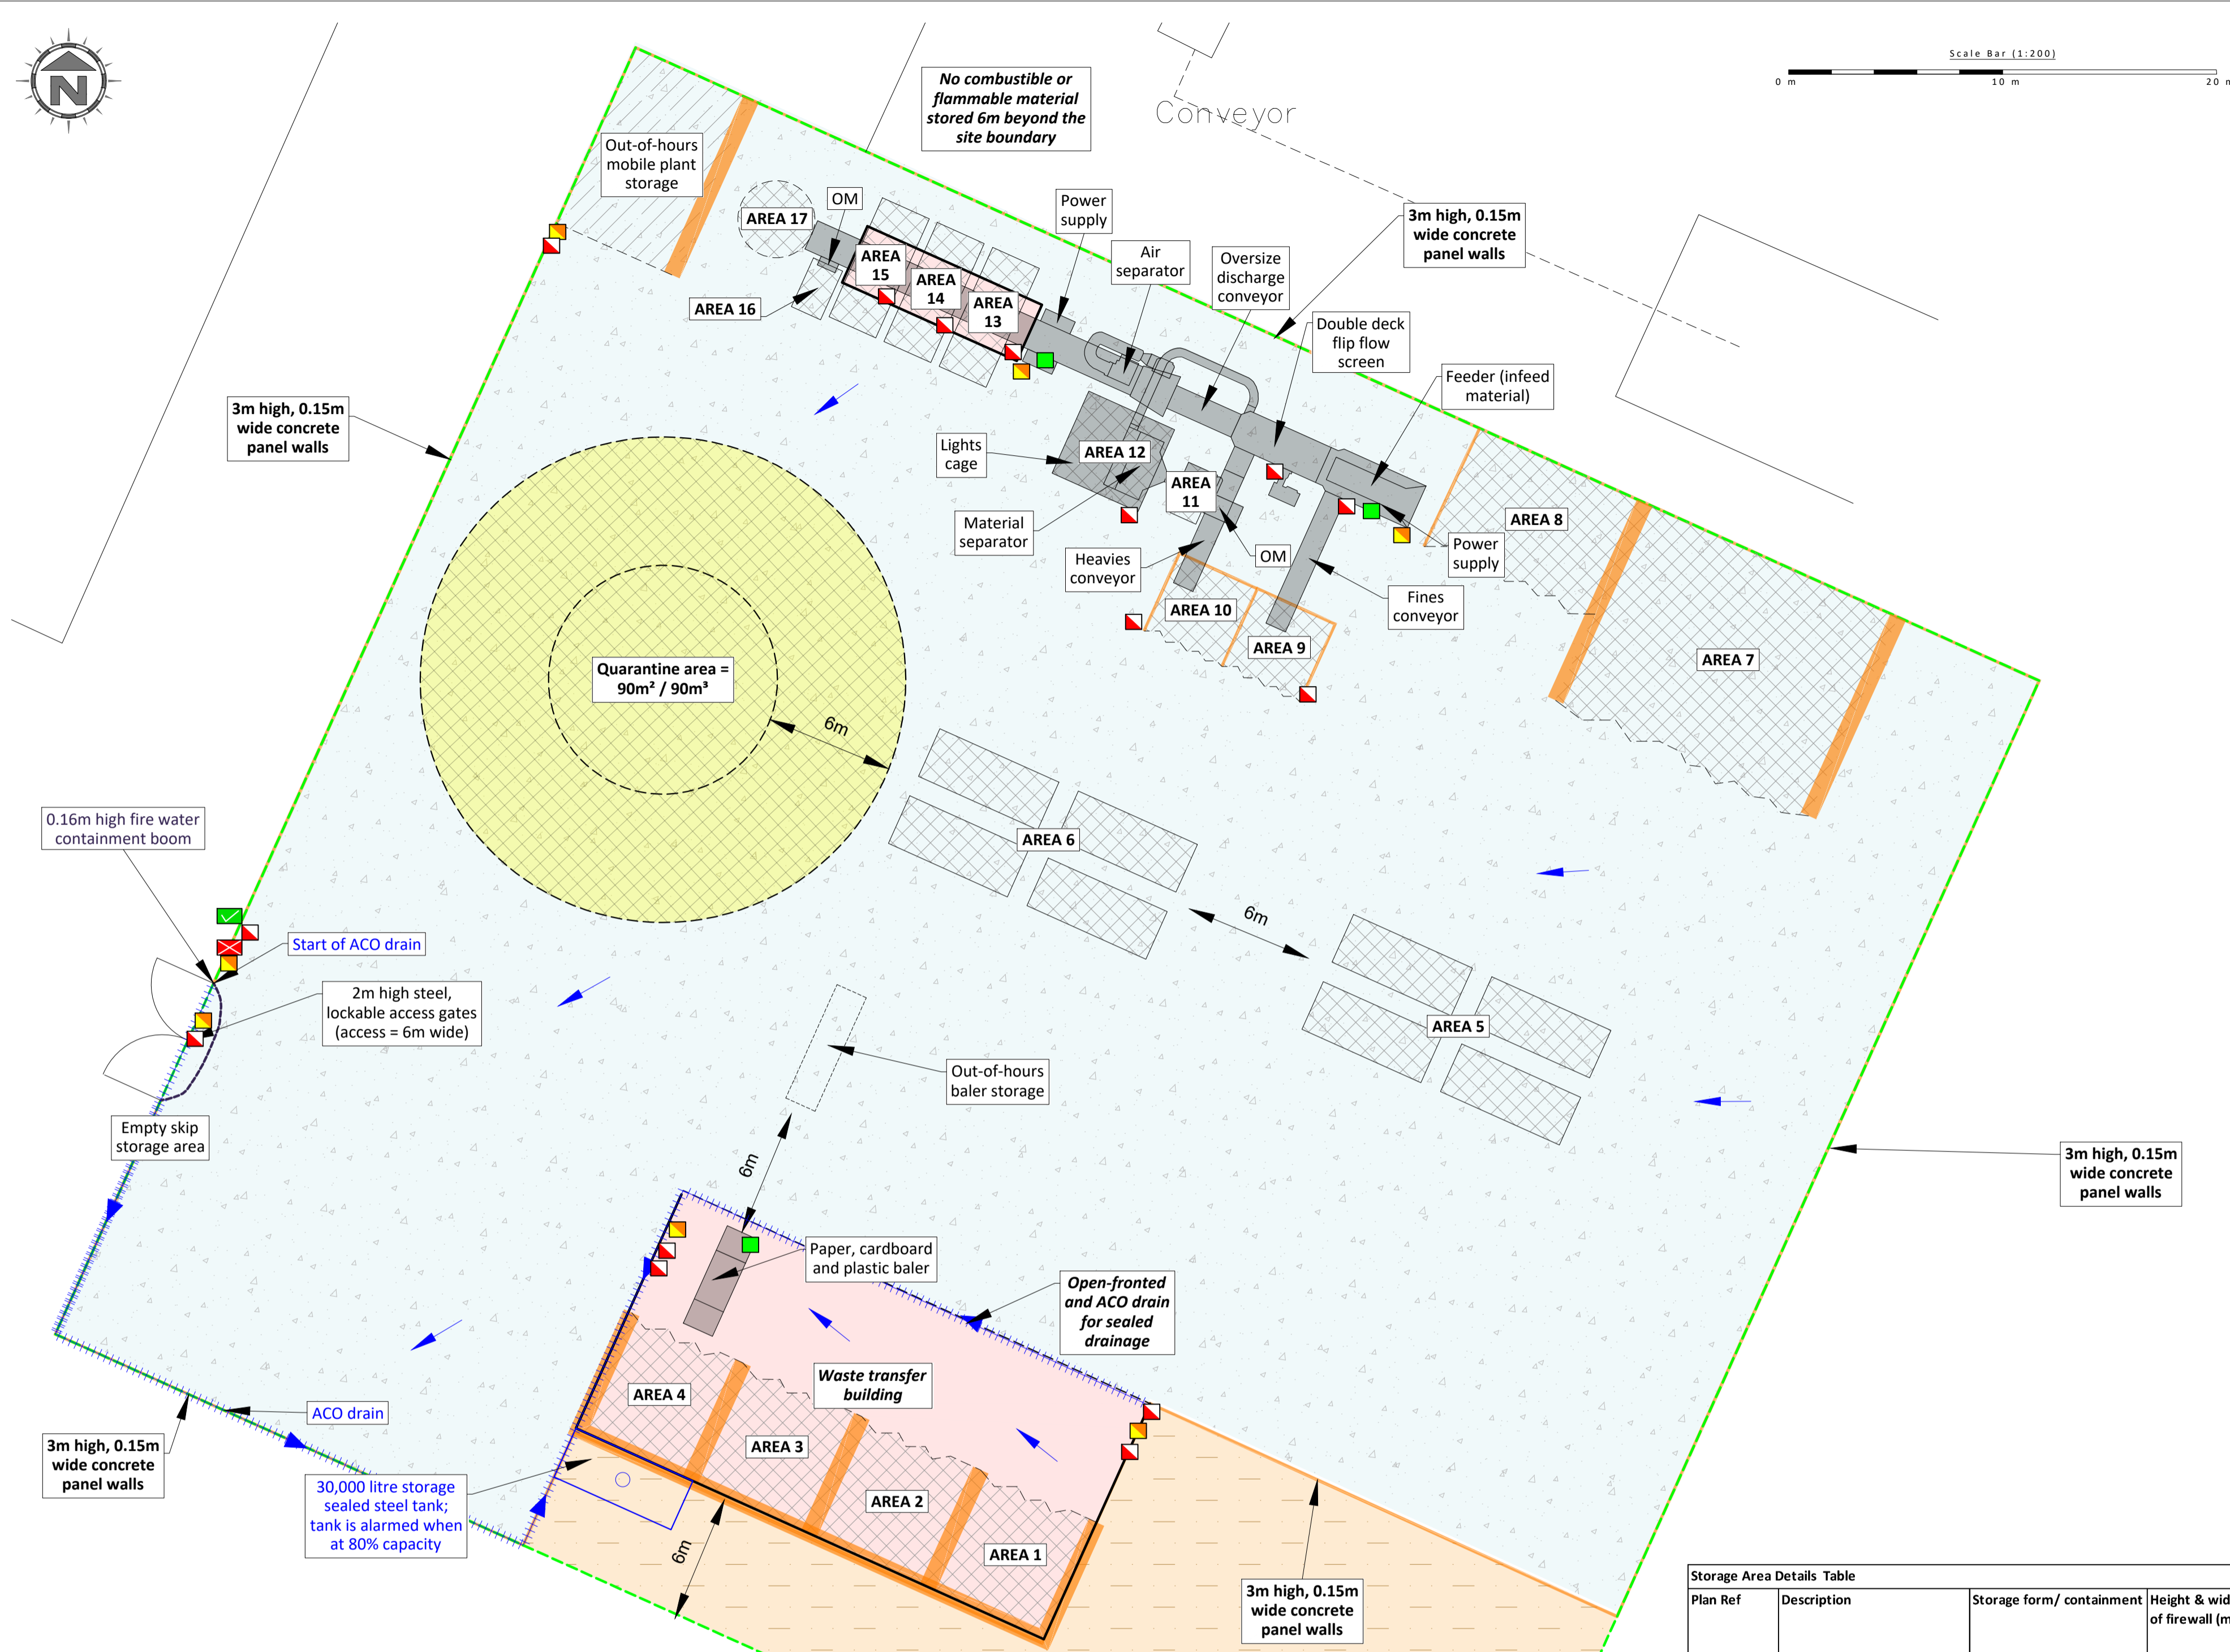 N
Scale Bar (1:200)
0 m
10 m
20 m
No combustible or
flammable material
stored 6m beyond the
site boundary
Conveyor
Out-of-hours
mobile plant
storage
AREA 17
OM
Power
supply
3m high, 0.15m
wide concrete
panel walls
Air
separator
Oversize
discharge
conveyor
AREA
15
AREA
14
AREA
13
AREA 16
Double deck
flip flow
screen
Feeder (infeed
material)
3m high, 0.15m
wide concrete
panel walls
Lights
cage
AREA 12
AREA
11
Material
separator
AREA 8
Heavies
conveyor
OM
Power
supply
AREA 10
Fines
conveyor
AREA 9
AREA 7
Quarantine area =
90m² / 90m³
6m
0.16m high fire water
containment boom
AREA 6
6m
Start of ACO drain
2m high steel,
lockable access gates
(access = 6m wide)
AREA 5
Out-of-hours
baler storage
Empty skip
storage area
6m
3m high, 0.15m
wide concrete
panel walls
Paper, cardboard
and plastic baler
Open-fronted
and ACO drain
for sealed
drainage
Waste transfer
building
AREA 4
ACO drain
AREA 3
3m high, 0.15m
wide concrete
panel walls
30,000 litre storage
sealed steel tank;
tank is alarmed when
at 80% capacity
AREA 2
6m
AREA 1
3m high, 0.15m
wide concrete
panel walls
Storage Area Details Table
Plan Ref
Description
Storage form/ containment
Height & wid
of firewall (m